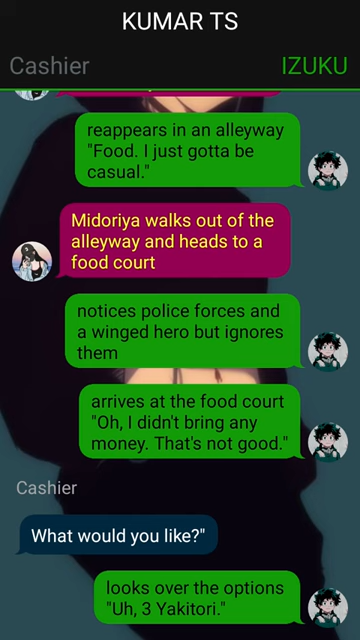 KUMAR TS
Cashier
IZUKU
reappears in an alleyway
"Food. I just gotta be
casual."
Midoriya walks out of the
alleyway and heads to a
food court
notices police forces and
a winged hero but ignores
them
arrives at the food court
"Oh, I didn't bring any
money. That's not good."
Cashier
What would you like?"
looks over the options
"Uh, 3 Yakitori."